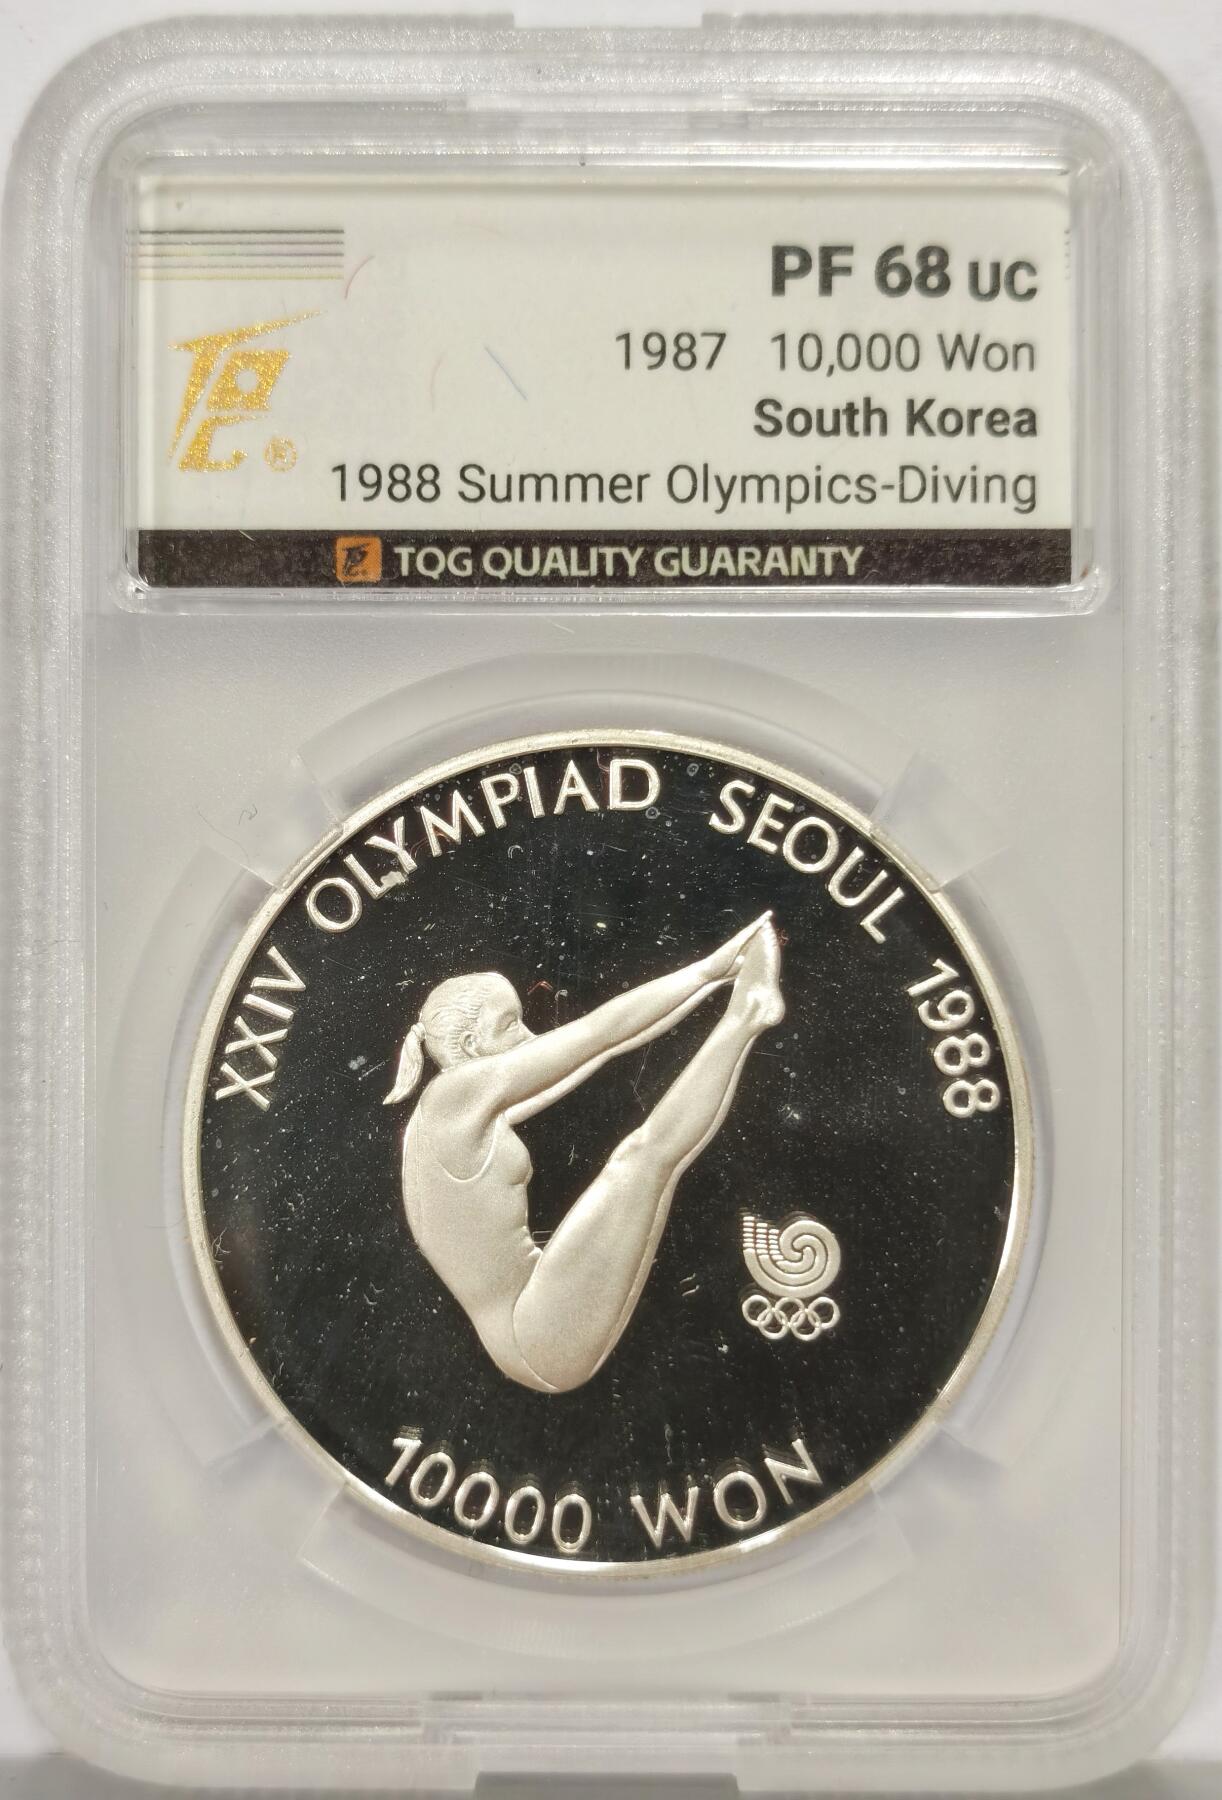 PF 68 UC
1987 10,000 Won
South Korea
1988 Summer Olympics-Diving
TQG ®
TQG QUALITY GUARANTY
XXIV OLYMPIAD SEOUL 1988
10000 WON